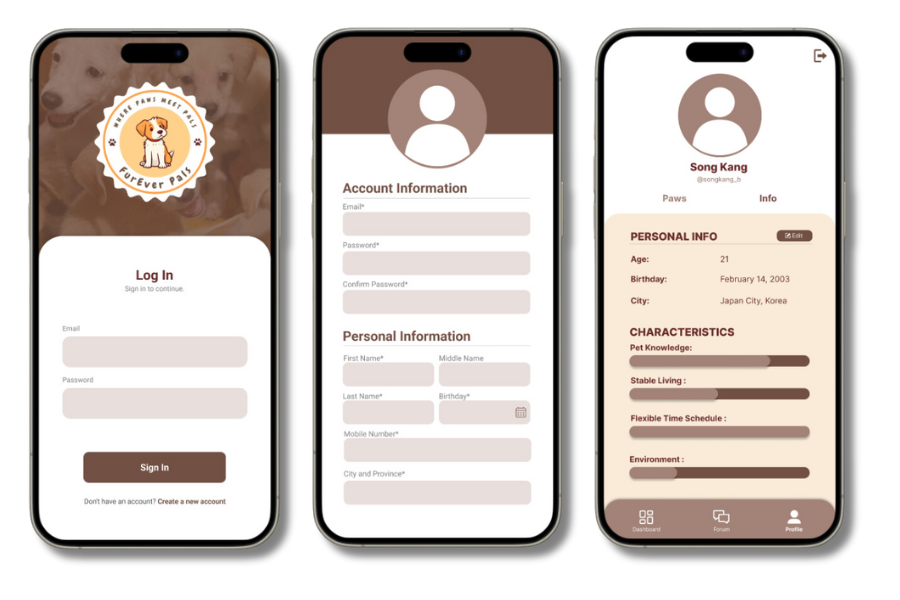 WHERE PAWS MEET PALS
FurEver Pals
Log In
Sign in to continue.
Email
Password
Sign In
Don't have an account? Create a new account
Account Information
Email*
Password*
Confirm Password*
Personal Information
First Name* Middle Name
Last Name* Birthday*
Mobile Number*
City and Province*
Song Kang
@songkang_b
Paws Info
PERSONAL INFO Edit
Age: 21
Birthday: February 14, 2003
City: Japan City, Korea
CHARACTERISTICS
Pet Knowledge:
Stable Living :
Flexible Time Schedule :
Environment :
Dashboard Forum Profile